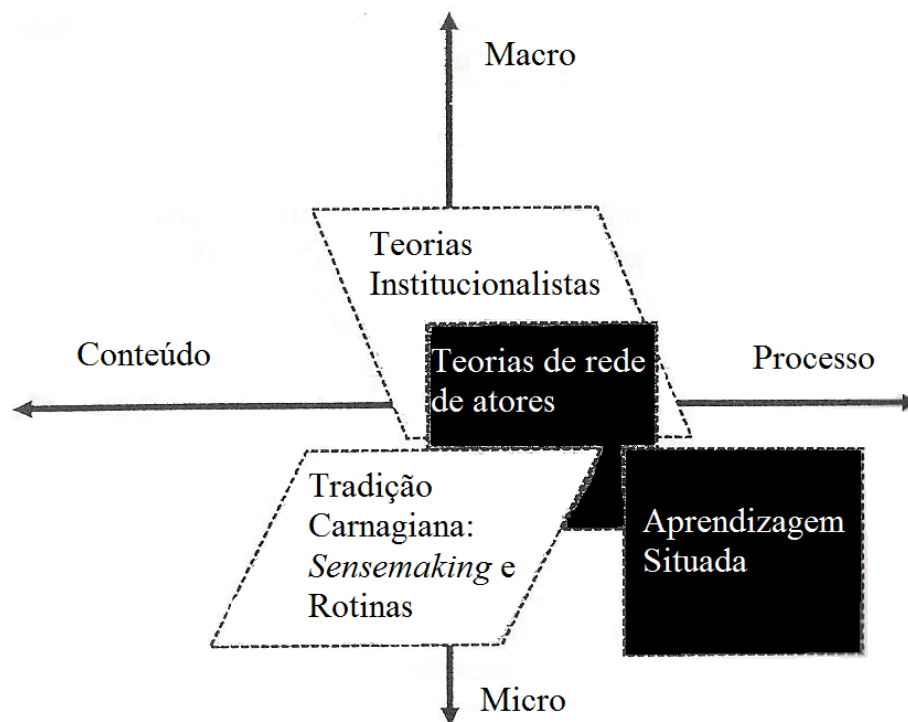 Macro
Teorias
Institucionalistas
Conteúdo
Teorias de rede
de atores
Processo
Tradição
Carnagiana:
Sensemaking e
Rotinas
Aprendizagem
Situada
Micro